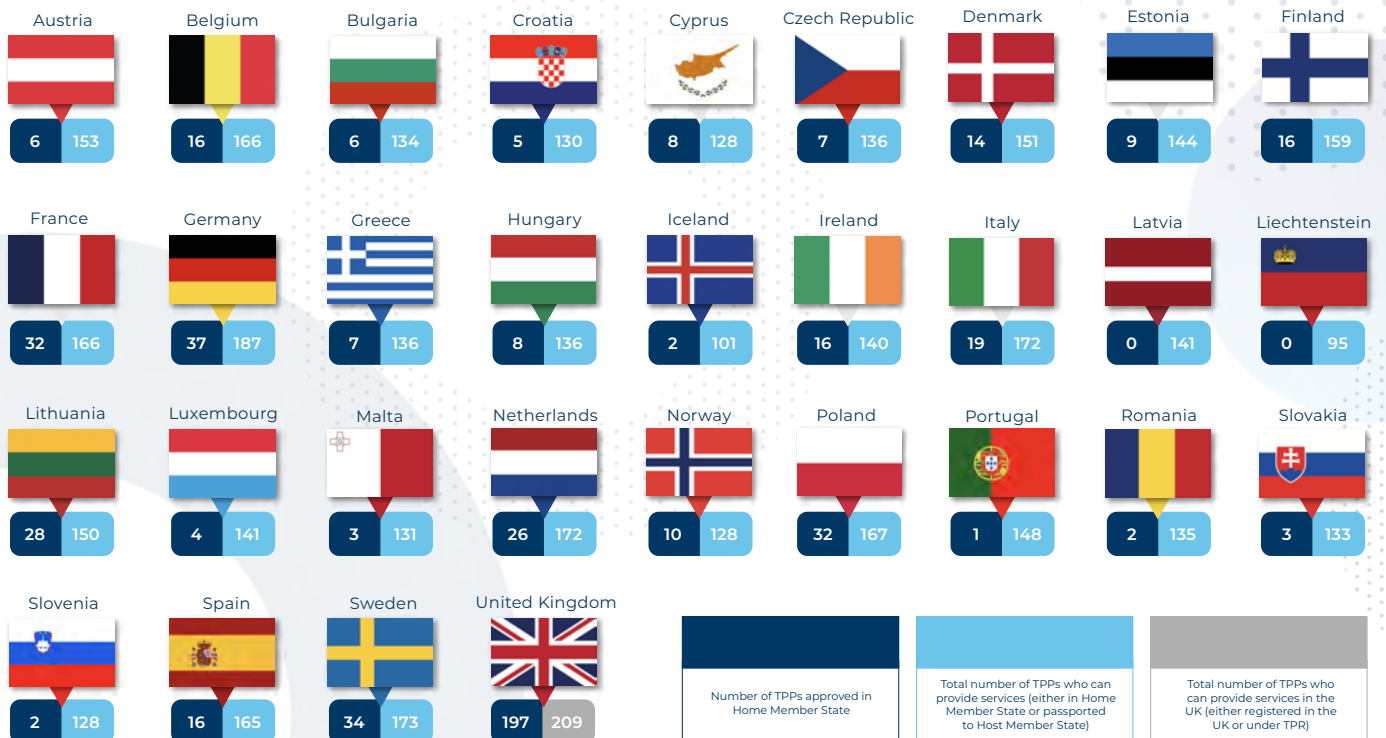 Austria Belgium Bulgaria Croatia Cyprus Czech Republic Denmark Estonia Finland
6 153 16 166 6 134 5 130 8 128 7 136 14 151 9 144 16 159
France Germany Greece Hungary Iceland Ireland Italy Latvia Liechtenstein
32 166 37 187 7 136 8 136 2 101 16 140 19 172 0 141 0 95
Lithuania Luxembourg Malta Netherlands Norway Poland Portugal Romania Slovakia
28 150 4 141 3 131 26 172 10 128 32 167 1 148 2 135 3 133
Slovenia Spain Sweden United Kingdom
2 128 16 165 34 173 197 209
Number of TPPs approved in
Home Member State
Total number of TPPs who can
provide services (either in Home
Member State or passported
to Host Member State)
Total number of TPPs who
can provide services in the
UK (either registered in the
UK or under TPR)